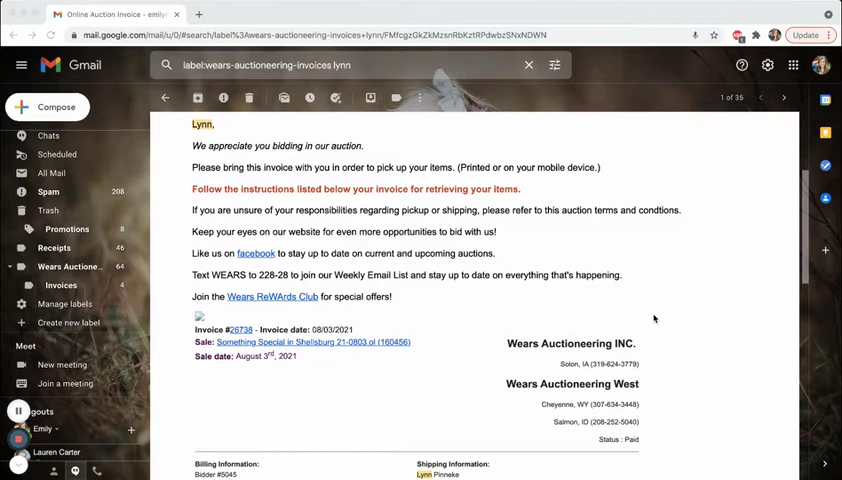 Online Auction Invoice - emily
mail.google.com/mail/u/0/#search/label%3Awears-auctioneering-invoices+lynn/FMfcgzGkZkMzsnRbKztRPdwbzSNxNDWN
Update
Gmail
label:wears-auctioneering-invoices lynn
Compose
1 of 35
Chats
Scheduled
All Mail
Spam 208
Trash
Promotions 8
Receipts 46
Wears Auctione... 64
Invoices 4
Manage labels
Create new label
Meet
New meeting
Join a meeting
Emily
Lauren Carter
Lynn,
We appreciate you bidding in our auction.
Please bring this invoice with you in order to pick up your items. (Printed or on your mobile device.)
Follow the instructions listed below your invoice for retrieving your items.
If you are unsure of your responsibilities regarding pickup or shipping, please refer to this auction terms and condtions.
Keep your eyes on our website for even more opportunities to bid with us!
Like us on facebook to stay up to date on current and upcoming auctions.
Text WEARS to 228-28 to join our Weekly Email List and stay up to date on everything that's happening.
Join the Wears ReWArds Club for special offers!
Invoice #26738 - Invoice date: 08/03/2021
Sale: Something Special in Shellsburg 21-0803.ol (160456)
Sale date: August 3rd, 2021
Wears Auctioneering INC.
Solon, IA (319-624-3779)
Wears Auctioneering West
Cheyenne, WY (307-634-3448)
Salmon, ID (208-252-5040)
Status : Paid
Billing Information:
Bidder #5045
Shipping Information:
Lynn Pinneke